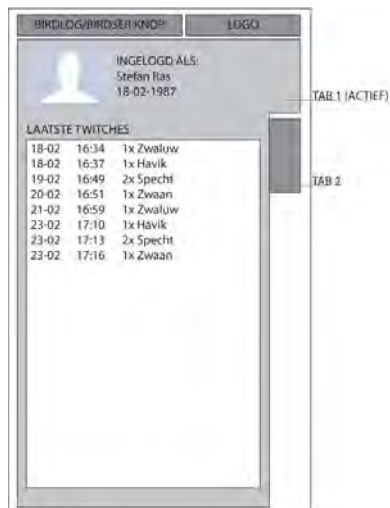 BIRDLOG/BIRDSER KNOP
LOGO
INGELOGD ALS:
Stefan Ras
18-02-1987
TAB 1 (ACTIEF)
LAATSTE TWITCHES
TAB 2
18-02 16:34 1x Zwaluw
18-02 16:37 1x Havik
19-02 16:49 2x Specht
20-02 16:51 1x Zwaan
21-02 16:59 1x Zwaluw
23-02 17:10 1x Havik
23-02 17:13 2x Specht
23-02 17:16 1x Zwaan